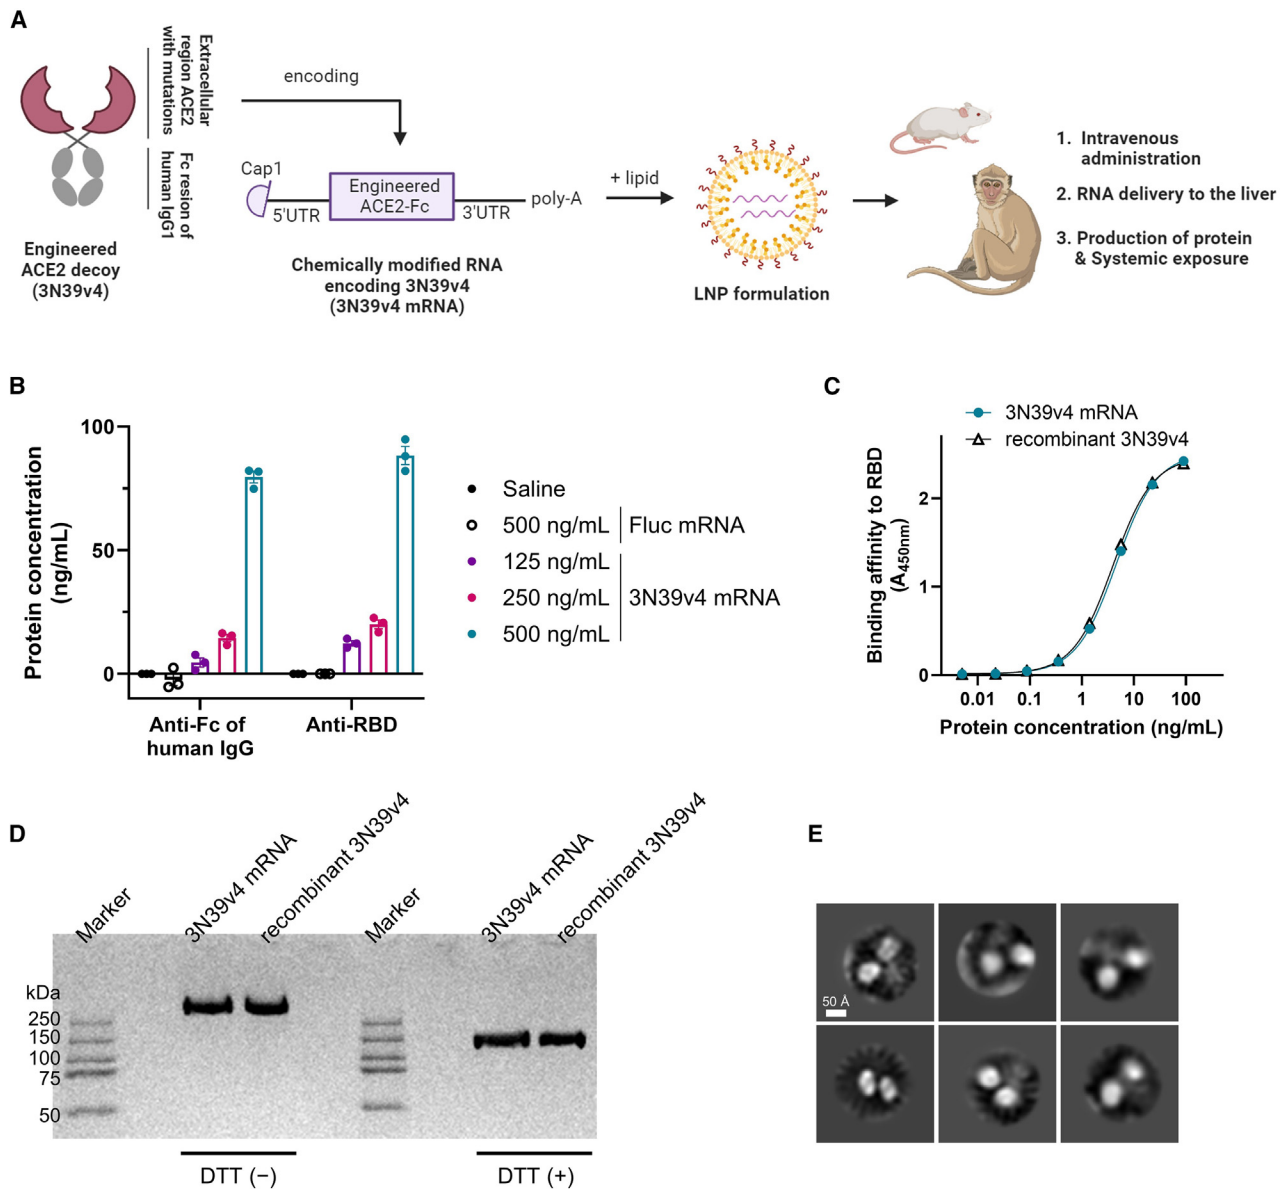 A
Extracellular
region ACE2
with mutations
Fc resion of
human IgG1
Engineered
ACE2 decoy
(3N39v4)
encoding
Cap1
5'UTR
Engineered
ACE2-Fc
3'UTR
poly-A
Chemically modified RNA
encoding 3N39v4
(3N39v4 mRNA)
+ lipid
LNP formulation
1. Intravenous
administration
2. RNA delivery to the liver
3. Production of protein
& Systemic exposure
B
Protein concentration
(ng/mL)
100
50
0
Anti-Fc of
human IgG
Anti-RBD
Saline
500 ng/mL Fluc mRNA
125 ng/mL
250 ng/mL 3N39v4 mRNA
500 ng/mL
C
3N39v4 mRNA
recombinant 3N39v4
Binding affinity to RBD
(A450nm)
2
1
0
0.01 0.1 1 10 100
Protein concentration (ng/mL)
D
Marker
3N39v4 mRNA
recombinant 3N39v4
Marker
3N39v4 mRNA
recombinant 3N39v4
kDa
250
150
100
75
50
DTT (−)
DTT (+)
E
50 Å